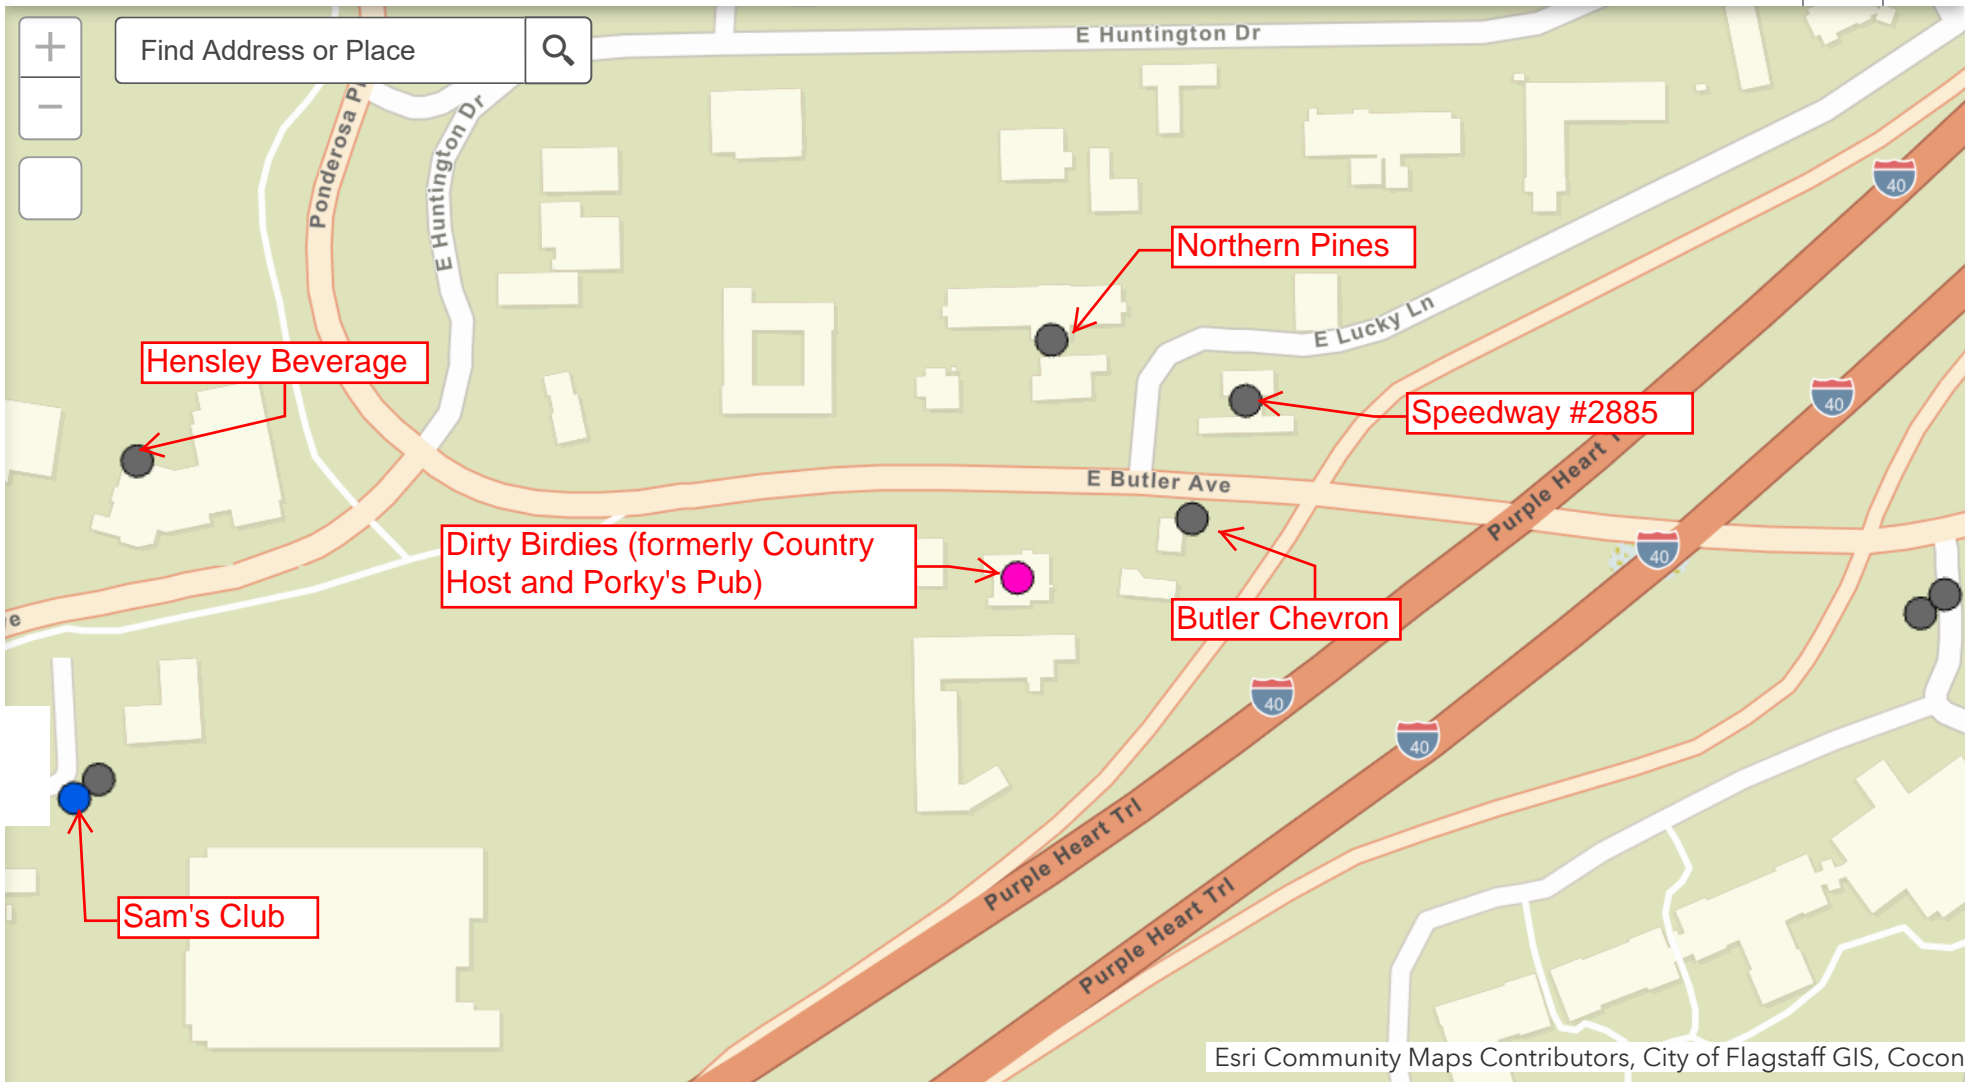 E Huntington Dr
+
Find Address or Place
−
Ponderosa P
E Huntington Dr
40
Northern Pines
E Lucky Ln
Hensley Beverage
40
Speedway #2885
Purple Heart T
E Butler Ave
Dirty Birdies (formerly Country
Host and Porky's Pub)
40
Butler Chevron
e
40
40
Purple Heart Trl
Purple Heart Trl
Sam's Club
Esri Community Maps Contributors, City of Flagstaff GIS, Cocon